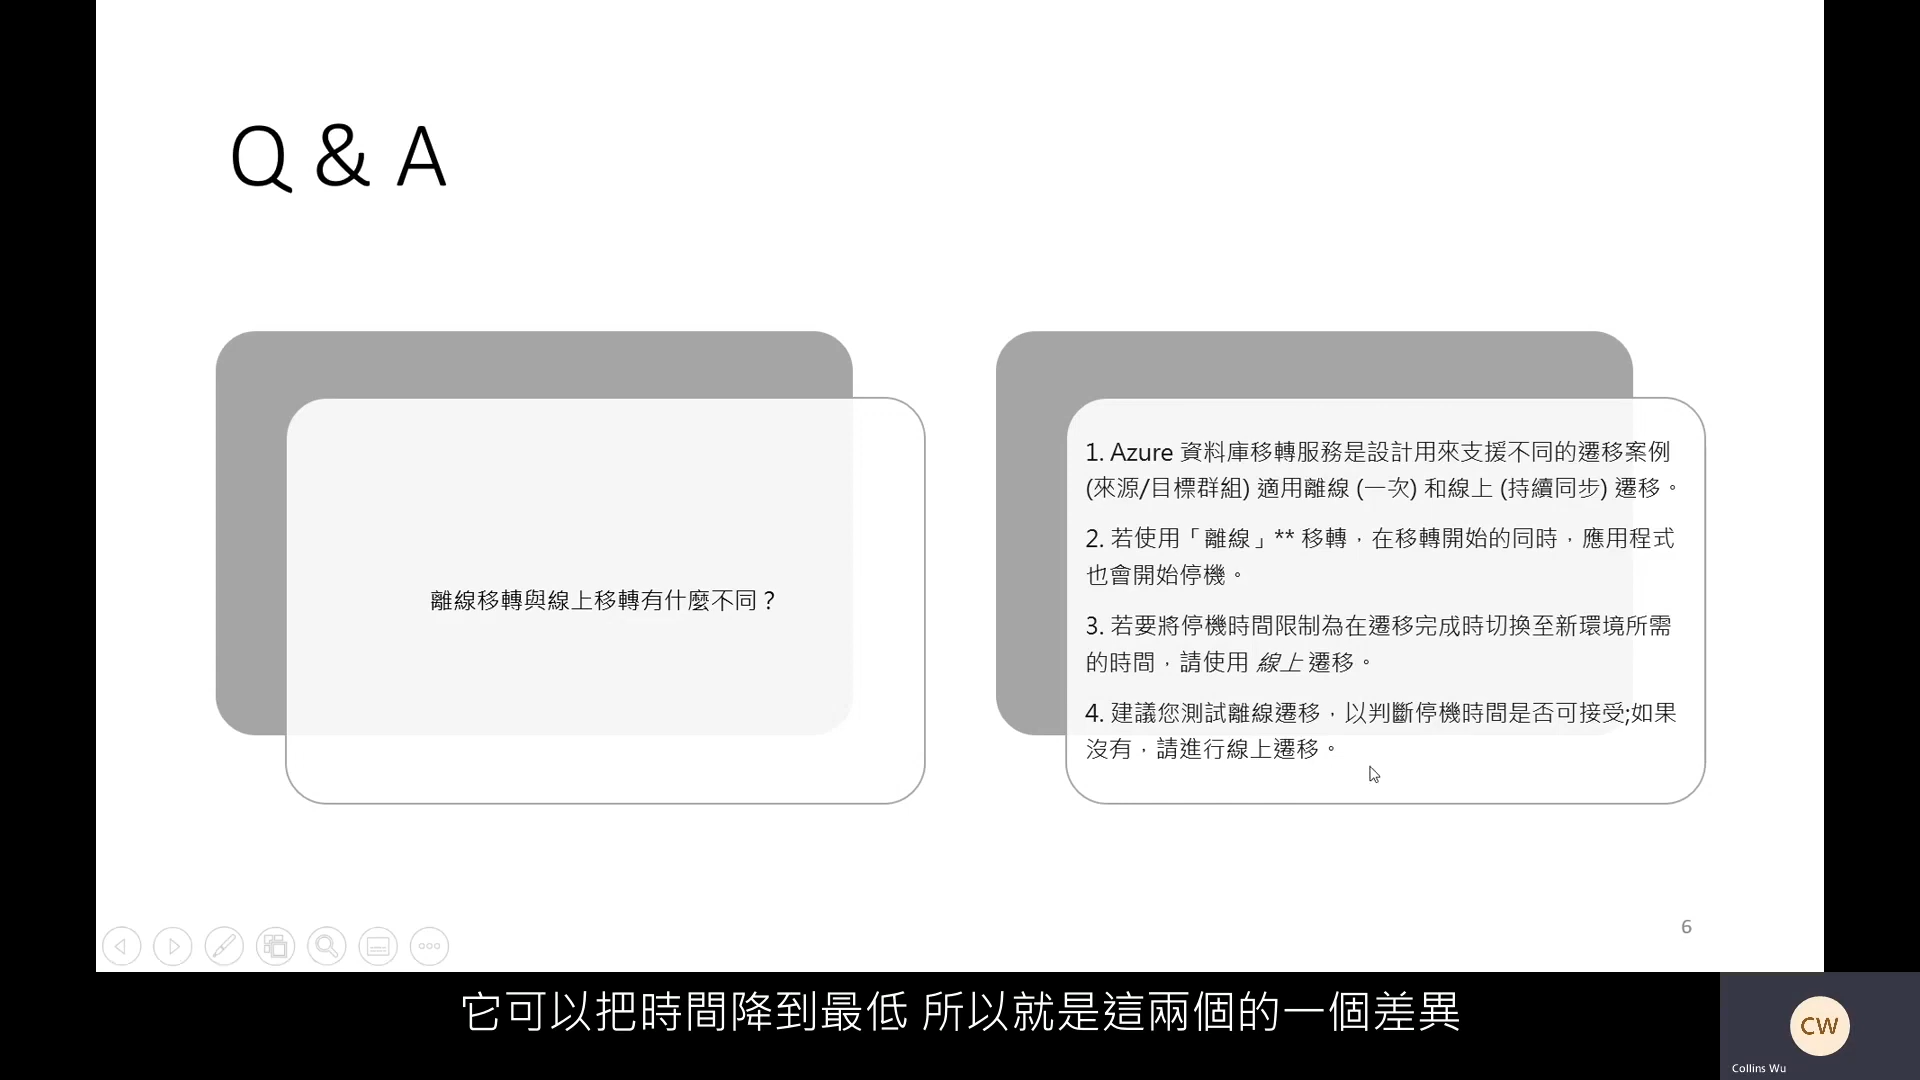 Q & A
離線移轉與線上移轉有什麼不同？
1. Azure 資料庫移轉服務是設計用來支援不同的遷移案例
(來源/目標群組) 適用離線 (一次) 和線上 (持續同步) 遷移。
2. 若使用「離線」** 移轉，在移轉開始的同時，應用程式
也會開始停機。
3. 若要將停機時間限制為在遷移完成時切換至新環境所需
的時間，請使用 線上 遷移。
4. 建議您測試離線遷移，以判斷停機時間是否可接受;如果
沒有，請進行線上遷移。
6
它可以把時間降到最低 所以就是這兩個的一個差異
CW
Collins Wu